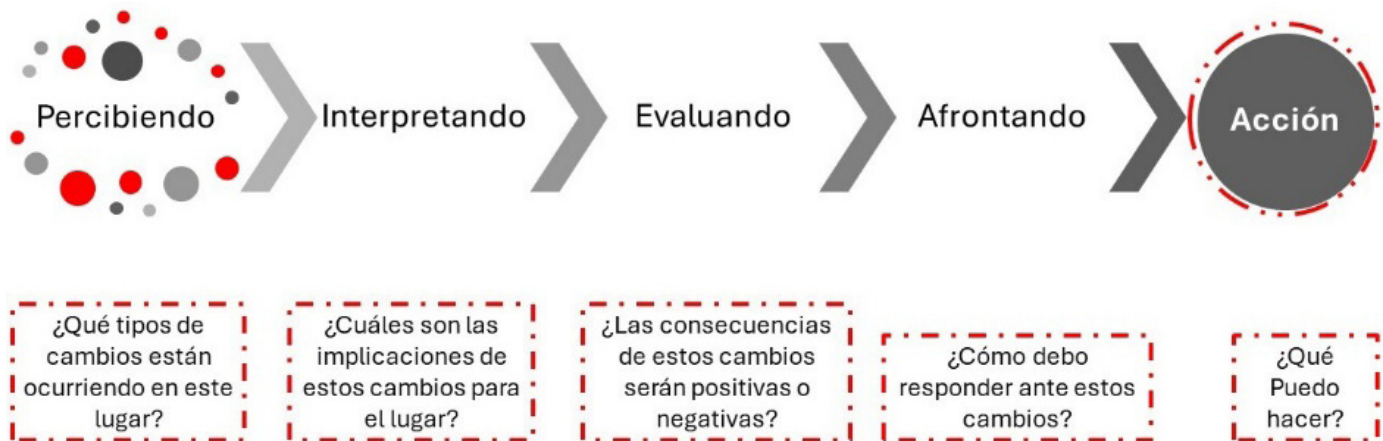 Percibiendo
Interpretando
Evaluando
Afrontando
Acción
¿Qué tipos de
cambios están
ocurriendo en este
lugar?
¿Cuáles son las
implicaciones de
estos cambios para
el lugar?
¿Las consecuencias
de estos cambios
serán positivas o
negativas?
¿Cómo debo
responder ante estos
cambios?
¿Qué
Puedo
hacer?